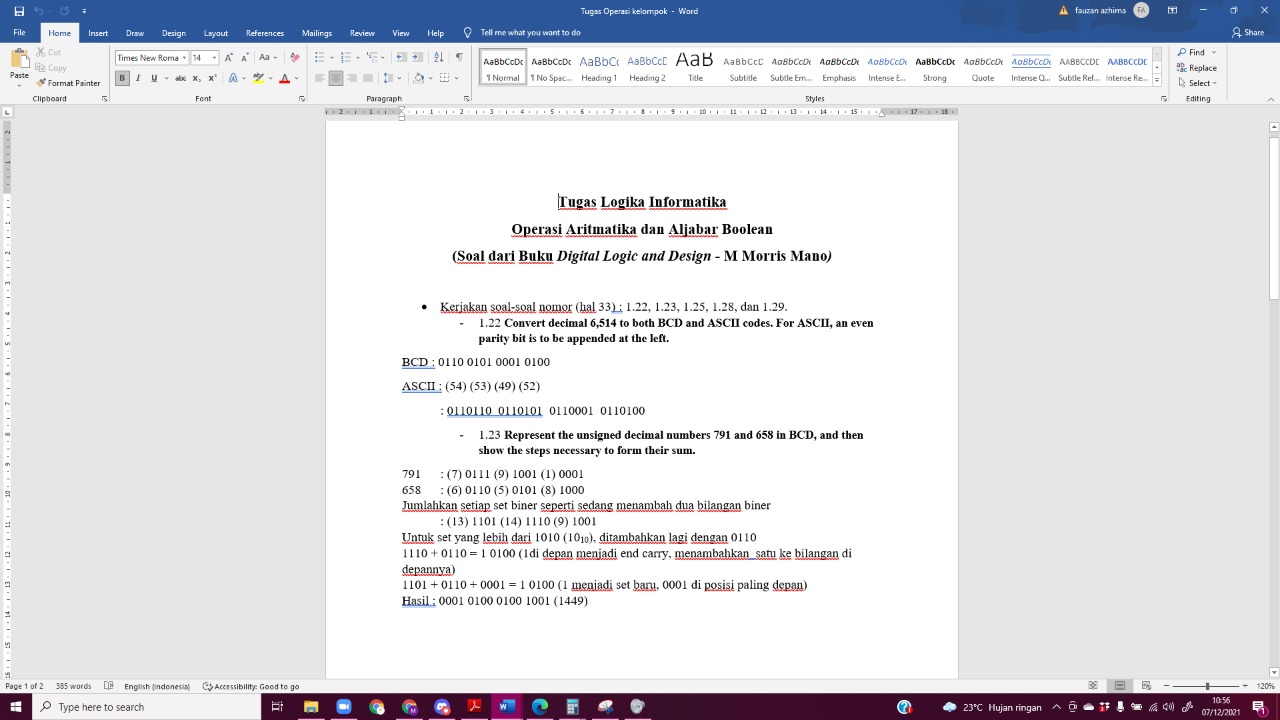 fauzan azhima FA
File Home Insert Draw Design Layout References Mailings Review View Help Tell me what you want to do Share
Cut
Copy
Paste
Format Painter
Clipboard
Times New Roma 14
Font
Paragraph
AaBbCcDc AaBbCcDc AaBbCc AaBbCcC AaB AaBbCcC AaBbCcDc AaBbCcDc AaBbCcDc AaBbCcDc AaBbCcDc AaBbCcDc AABBCCDE AABBCCDE
¶ Normal ¶ No Spac... Heading 1 Heading 2 Title Subtitle Subtle Em... Emphasis Intense E... Strong Quote Intense Q... Subtle Ref... Intense Re...
Styles
Find
Replace
Select
Editing
Tugas Logika Informatika
Operasi Aritmatika dan Aljabar Boolean
(Soal dari Buku Digital Logic and Design - M Morris Mano)
• Kerjakan soal-soal nomor (hal 33) : 1.22, 1.23, 1.25, 1.28, dan 1.29.
- 1.22 Convert decimal 6,514 to both BCD and ASCII codes. For ASCII, an even
parity bit is to be appended at the left.
BCD : 0110 0101 0001 0100
ASCII : (54) (53) (49) (52)
: 0110110 0110101 0110001 0110100
- 1.23 Represent the unsigned decimal numbers 791 and 658 in BCD, and then
show the steps necessary to form their sum.
791 : (7) 0111 (9) 1001 (1) 0001
658 : (6) 0110 (5) 0101 (8) 1000
Jumlahkan setiap set biner seperti sedang menambah dua bilangan biner
: (13) 1101 (14) 1110 (9) 1001
Untuk set yang lebih dari 1010 (10₁₀), ditambahkan lagi dengan 0110
1110 + 0110 = 1 0100 (1di depan menjadi end carry, menambahkan satu ke bilangan di
depannya)
1101 + 0110 + 0001 = 1 0100 (1 menjadi set baru, 0001 di posisi paling depan)
Hasil : 0001 0100 0100 1001 (1449)
Page 1 of 2 385 words English (Indonesia) Accessibility: Good to go 120%
Type here to search
23°C Hujan ringan
10:56
07/12/2021